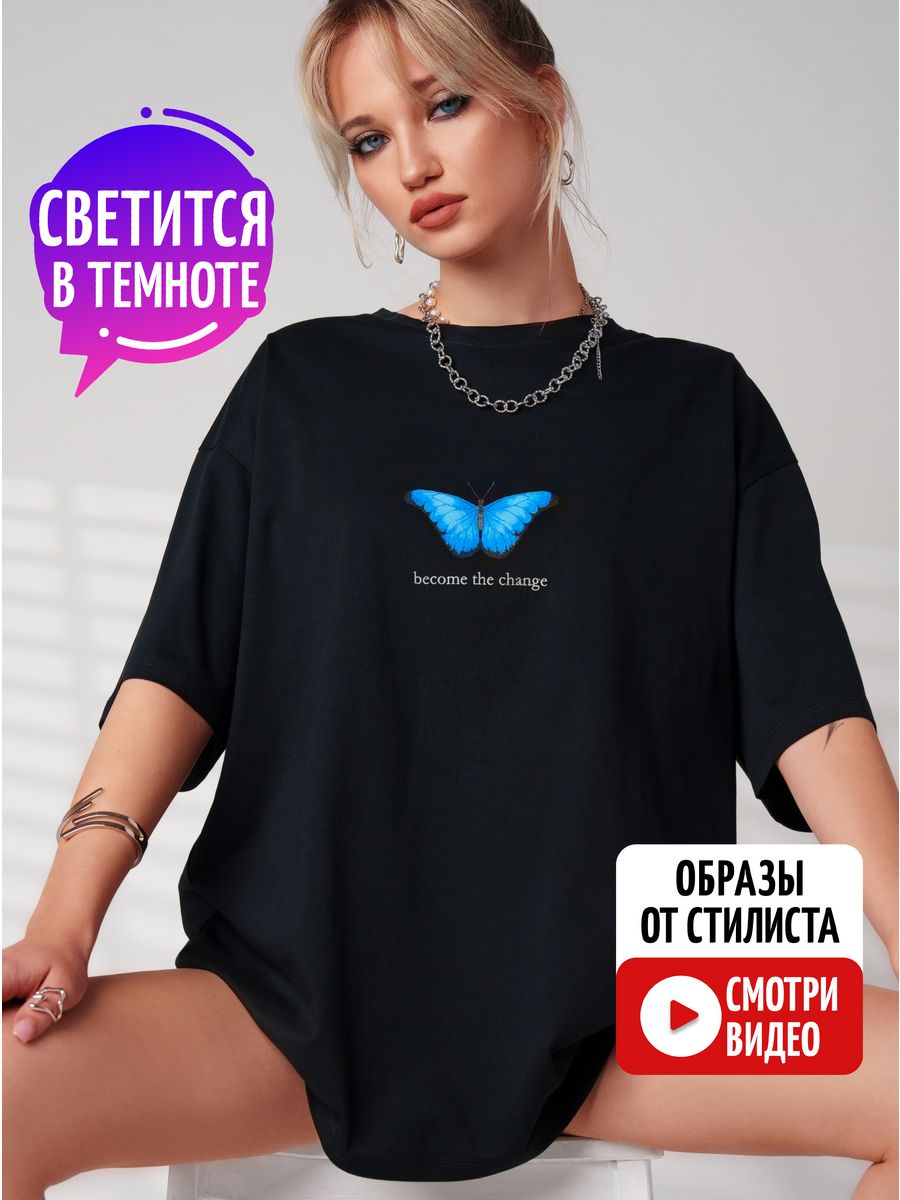 СВЕТИТСЯ
В ТЕМНОТЕ
become the change
ОБРАЗЫ
ОТ СТИЛИСТА
СМОТРИ
ВИДЕО